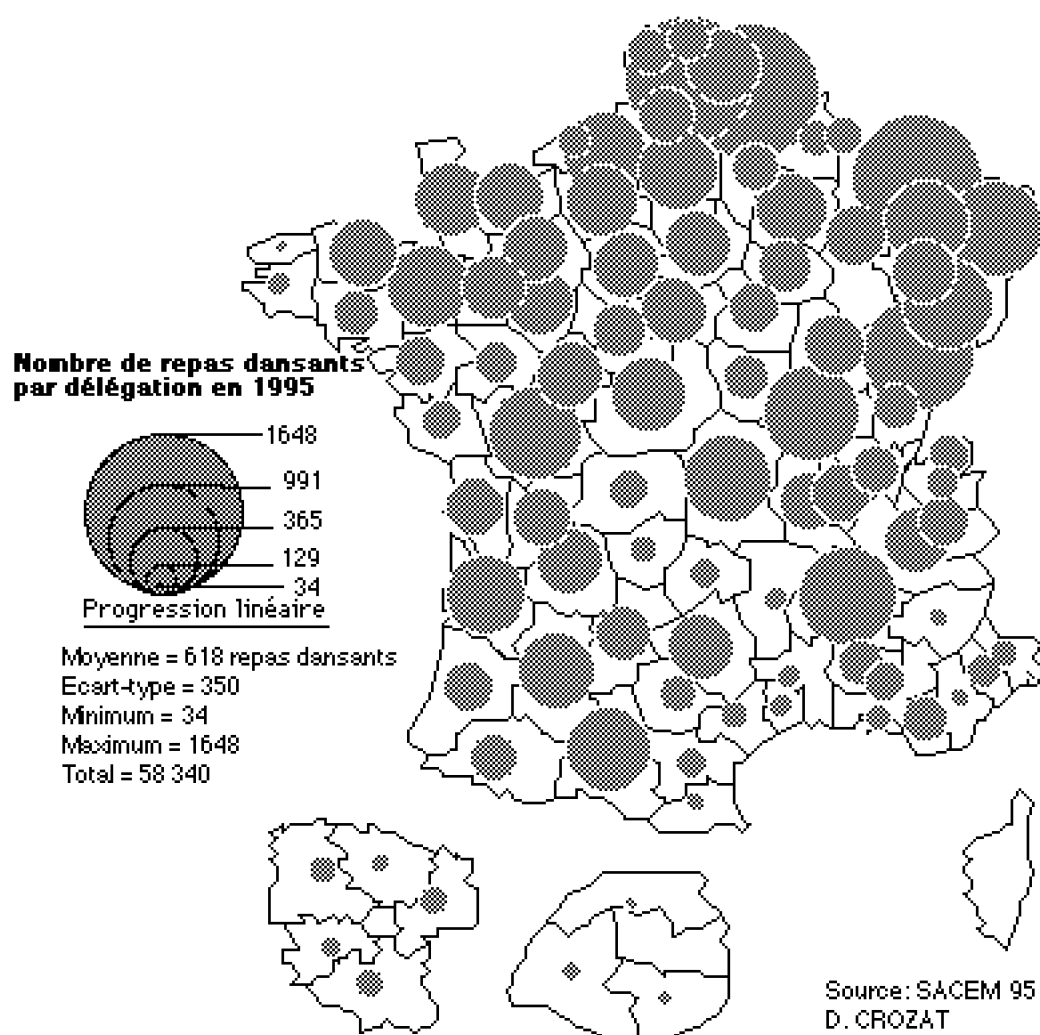 Nombre de repas dansants
par délégation en 1995
1648
991
365
129
34
Progression linéaire
Moyenne = 618 repas dansants
Ecart-type = 350
Minimum = 34
Maximum = 1648
Total = 58 340
Source: SACEM 95
D. CROZAT